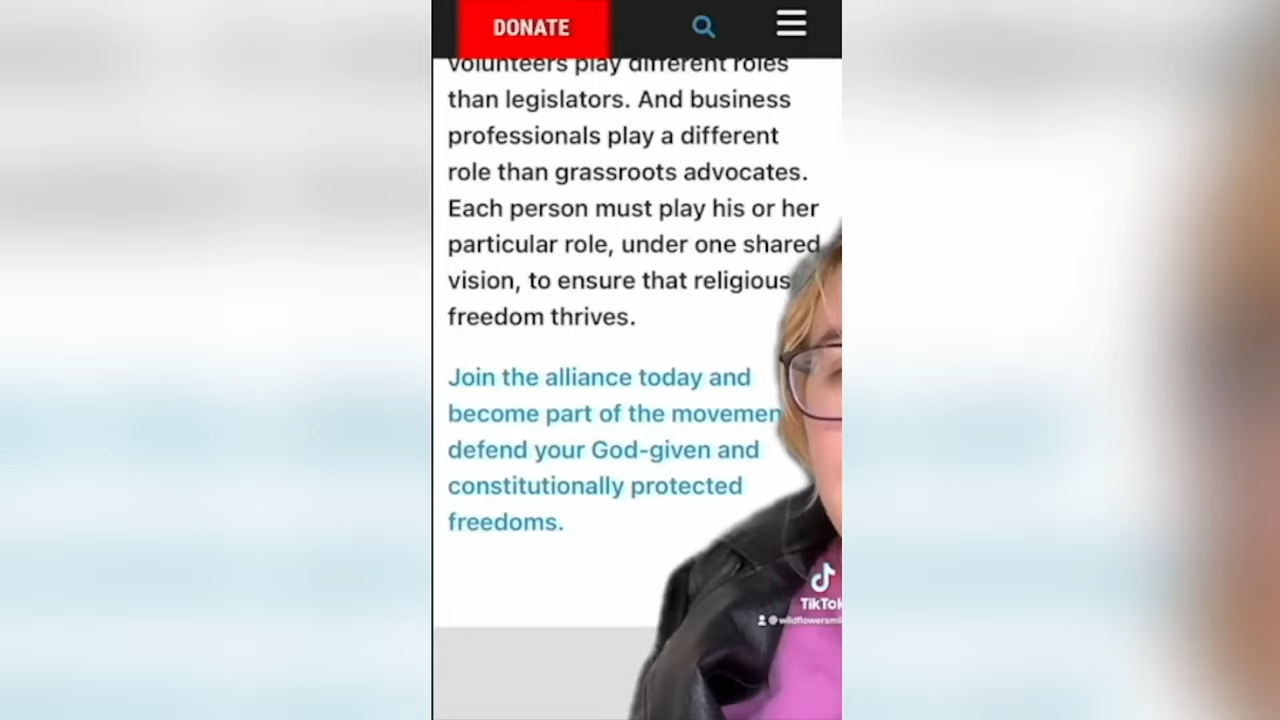 DONATE
volunteers play different roles
than legislators. And business
professionals play a different
role than grassroots advocates.
Each person must play his or her
particular role, under one shared
vision, to ensure that religious
freedom thrives.
Join the alliance today and
become part of the movemen
defend your God-given and
constitutionally protected
freedoms.
TikTok
@wildflowersmil